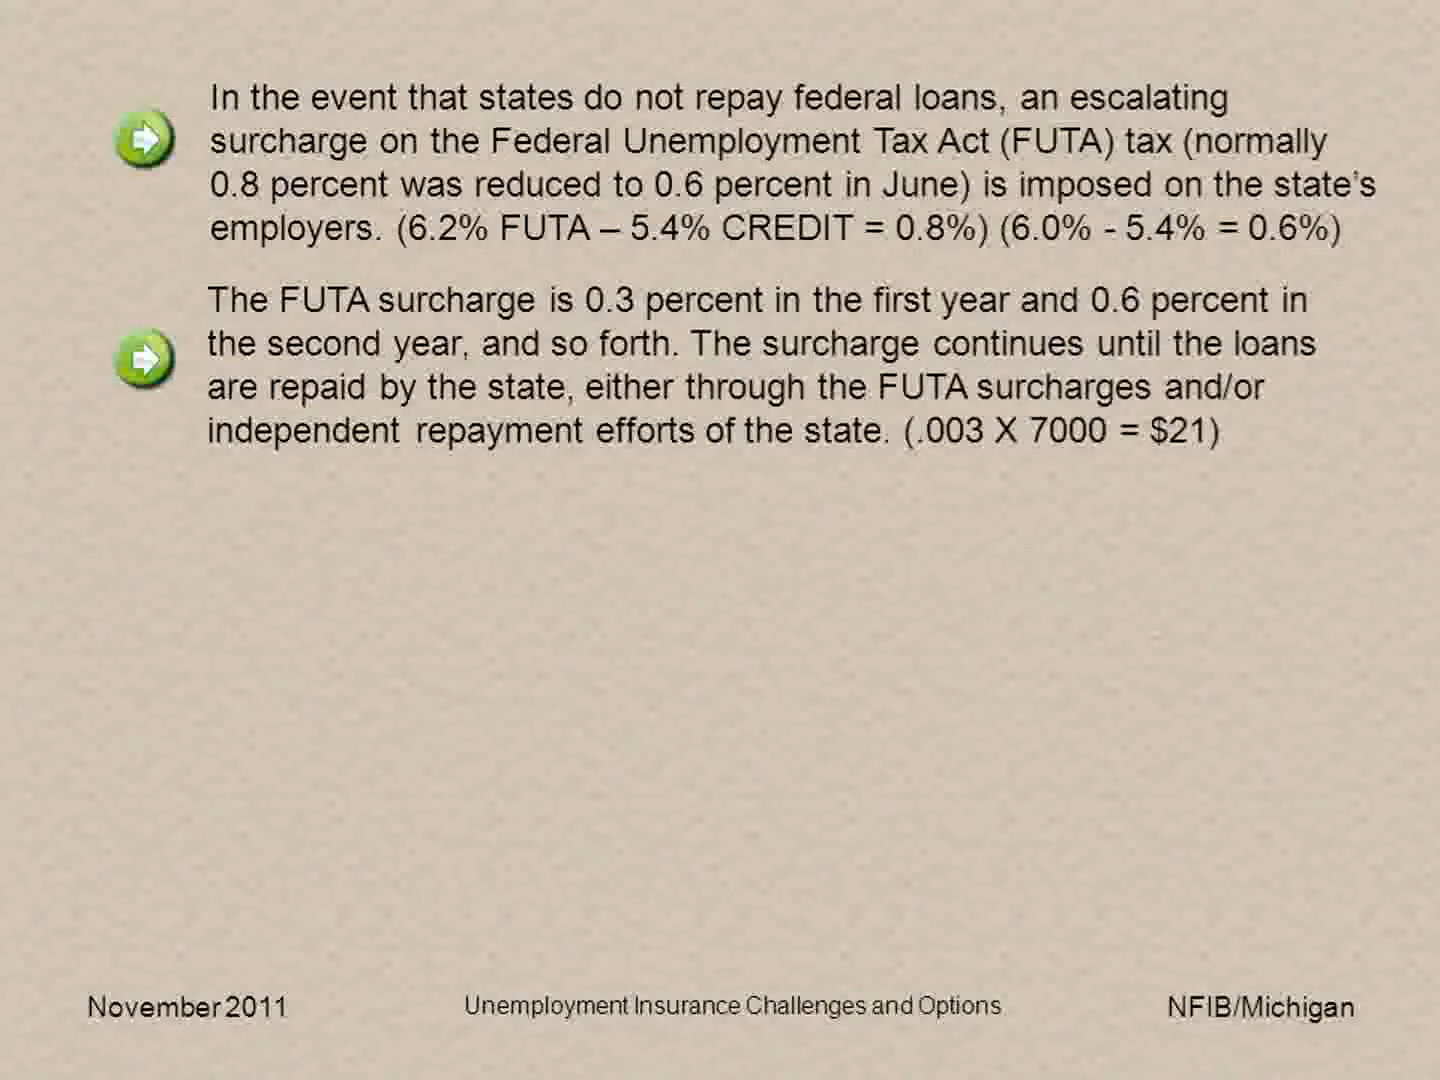 In the event that states do not repay federal loans, an escalating
surcharge on the Federal Unemployment Tax Act (FUTA) tax (normally
0.8 percent was reduced to 0.6 percent in June) is imposed on the state's
employers. (6.2% FUTA – 5.4% CREDIT = 0.8%) (6.0% - 5.4% = 0.6%)
The FUTA surcharge is 0.3 percent in the first year and 0.6 percent in
the second year, and so forth. The surcharge continues until the loans
are repaid by the state, either through the FUTA surcharges and/or
independent repayment efforts of the state. (.003 X 7000 = $21)
November 2011
Unemployment Insurance Challenges and Options
NFIB/Michigan